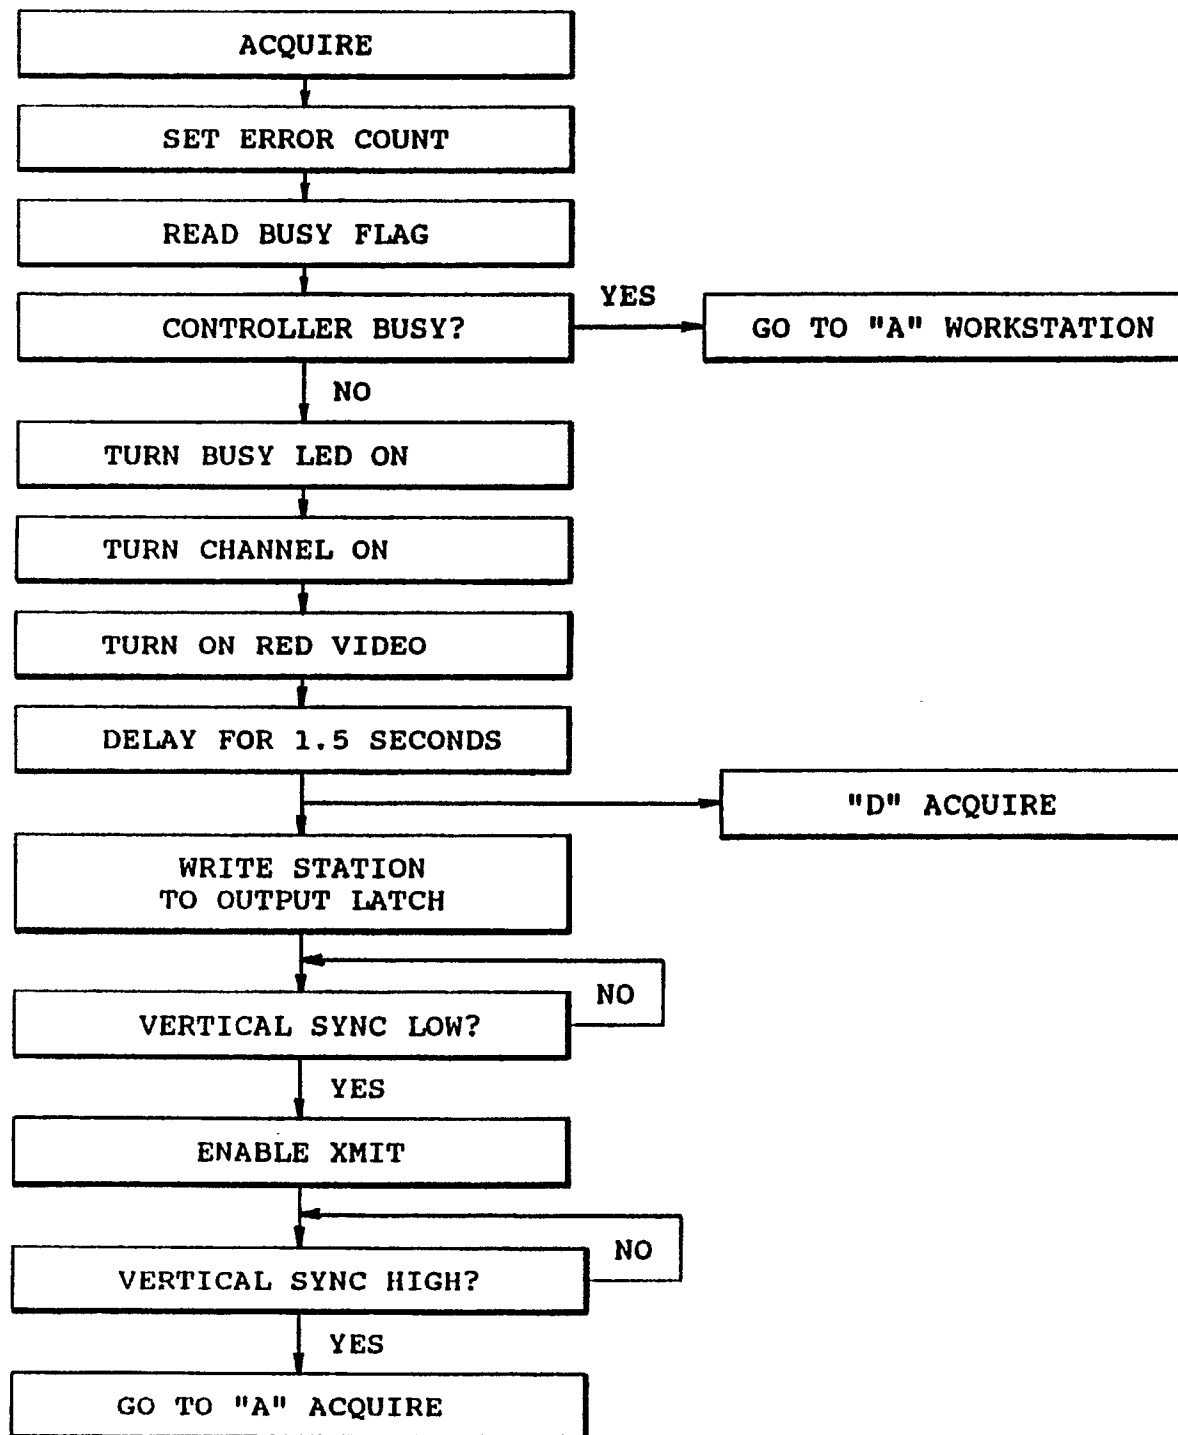 ACQUIRE
SET ERROR COUNT
READ BUSY FLAG
CONTROLLER BUSY?
YES
GO TO "A" WORKSTATION
NO
TURN BUSY LED ON
TURN CHANNEL ON
TURN ON RED VIDEO
DELAY FOR 1.5 SECONDS
"D" ACQUIRE
WRITE STATION
TO OUTPUT LATCH
NO
VERTICAL SYNC LOW?
YES
ENABLE XMIT
NO
VERTICAL SYNC HIGH?
YES
GO TO "A" ACQUIRE